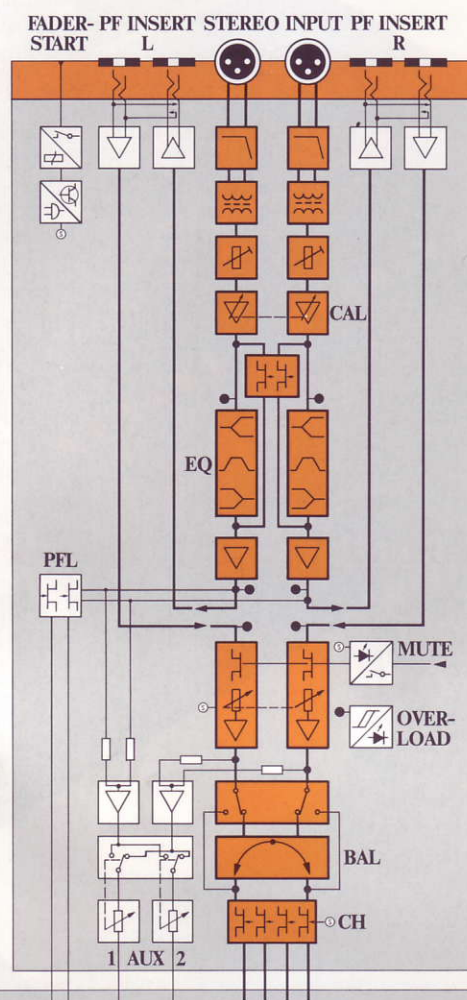 FADER- PF INSERT STEREO INPUT PF INSERT
START L R
CAL
EQ
PFL
S
S
MUTE
S
OVER-
LOAD
BAL
S CH
1 AUX 2